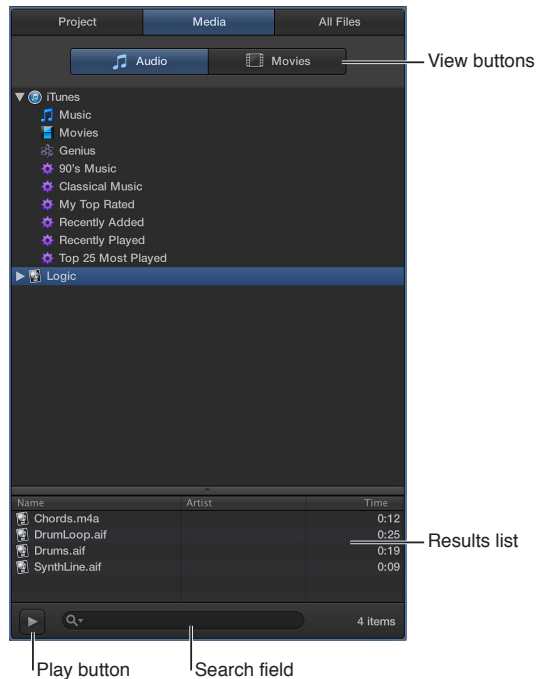 Project Media All Files
Audio Movies View buttons
iTunes
Music
Movies
Genius
90's Music
Classical Music
My Top Rated
Recently Added
Recently Played
Top 25 Most Played
Logic
Name Artist Time
Chords.m4a 0:12
DrumLoop.aif 0:25
Drums.aif 0:19
SynthLine.aif 0:09
Results list
4 items
Play button Search field